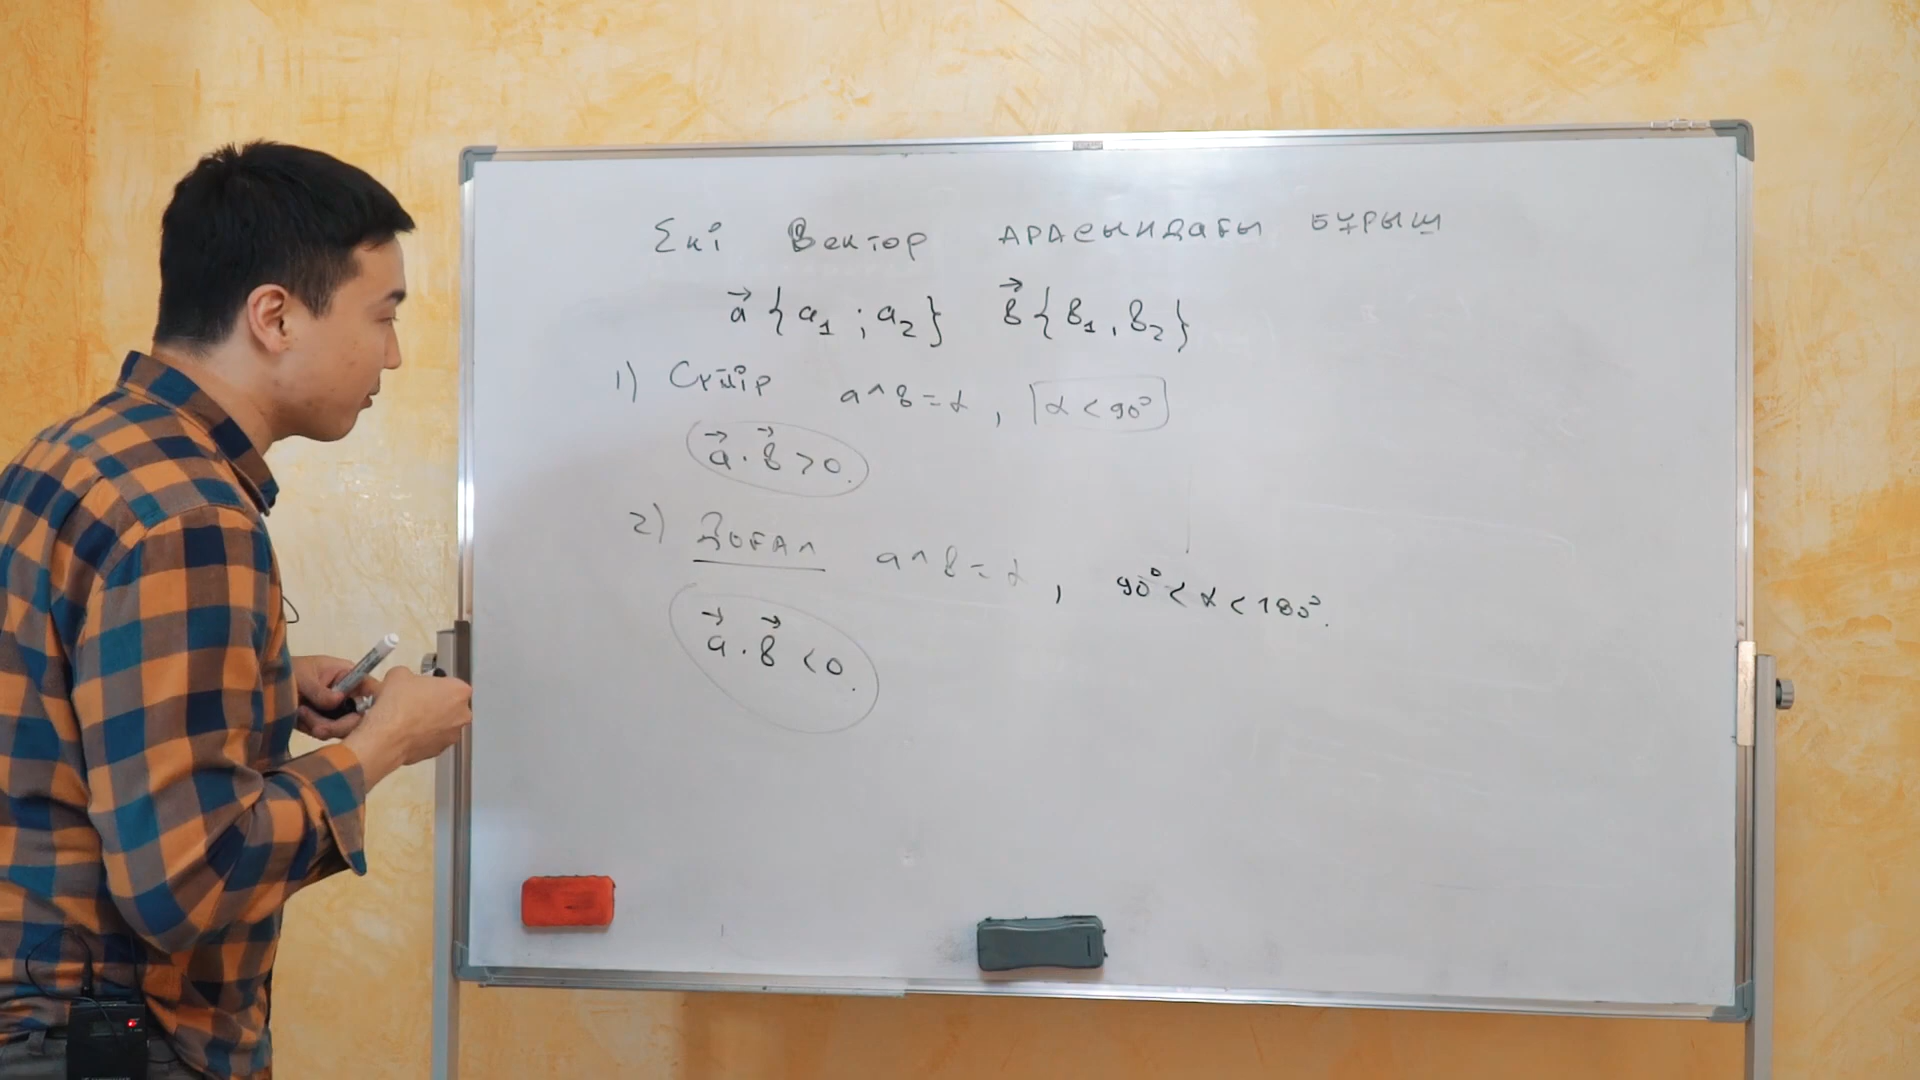 Екі Вектор арасындағы бұрыш
a⃗ {a₁ ; a₂} b⃗ {b₁ , b₂}
1) Сүйір a^b = α , α < 90°
a⃗ · b⃗ > 0.
2) Доғал a^b = α , 90° < α < 180°.
a⃗ · b⃗ < 0.